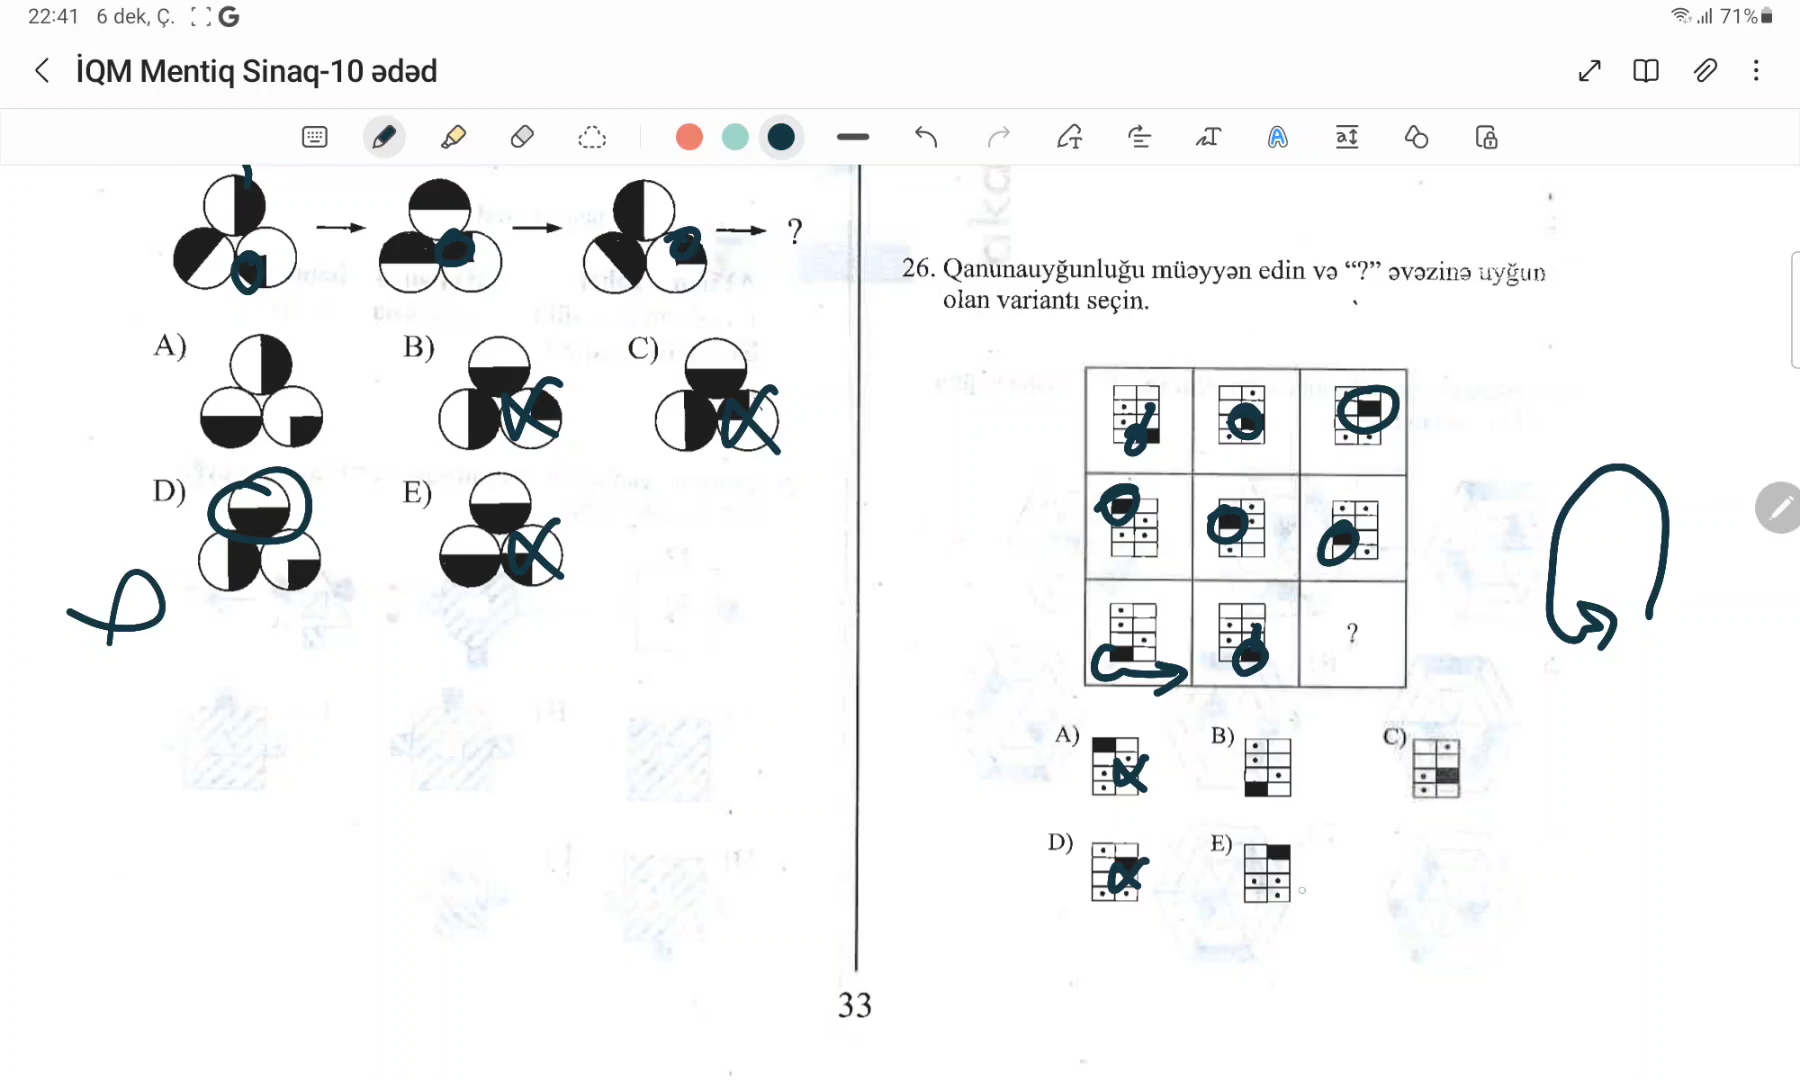 22:41 6 dek, Ç.
71%
İQM Mentiq Sinaq-10 ədəd
?
A)
B)
C)
D)
E)
26. Qanunauyğunluğu müəyyən edin və “?” əvəzinə uyğun
olan variantı seçin.
?
A)
B)
C)
D)
E)
33